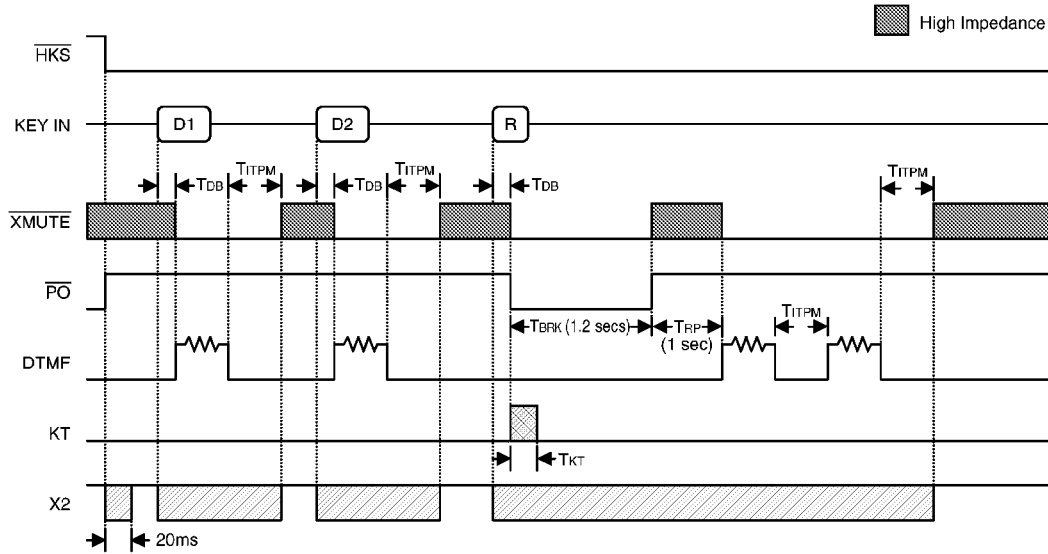 High Impedance
HKS
KEY IN D1 D2 R
TDB TITPM TDB TITPM TDB TITPM
XMUTE
PO
TBRK (1.2 secs) TRP TITPM
(1 sec)
DTMF
KT
TKT
X2
20ms